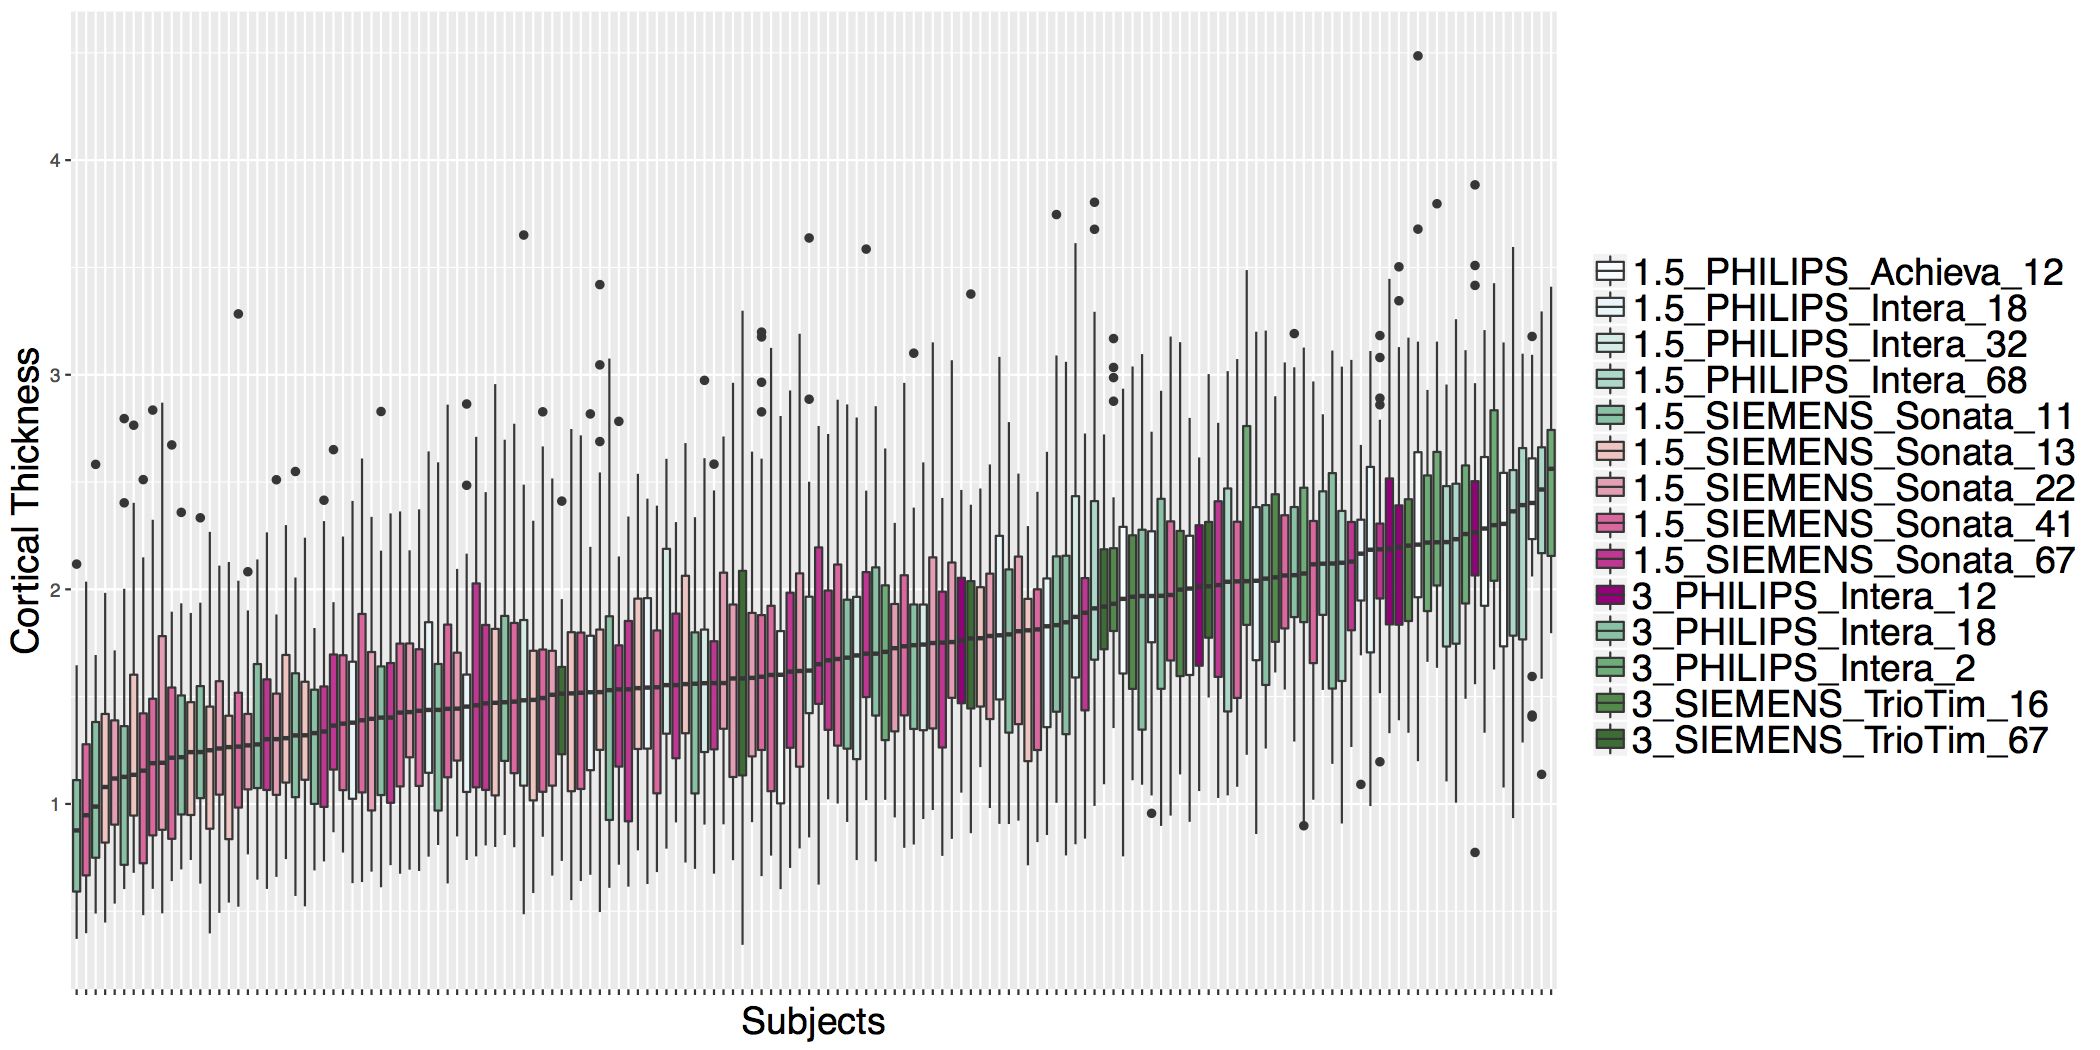 Cortical Thickness
4
3
2
1
Subjects
1.5_PHILIPS_Achieva_12
1.5_PHILIPS_Intera_18
1.5_PHILIPS_Intera_32
1.5_PHILIPS_Intera_68
1.5_SIEMENS_Sonata_11
1.5_SIEMENS_Sonata_13
1.5_SIEMENS_Sonata_22
1.5_SIEMENS_Sonata_41
1.5_SIEMENS_Sonata_67
3_PHILIPS_Intera_12
3_PHILIPS_Intera_18
3_PHILIPS_Intera_2
3_SIEMENS_TrioTim_16
3_SIEMENS_TrioTim_67